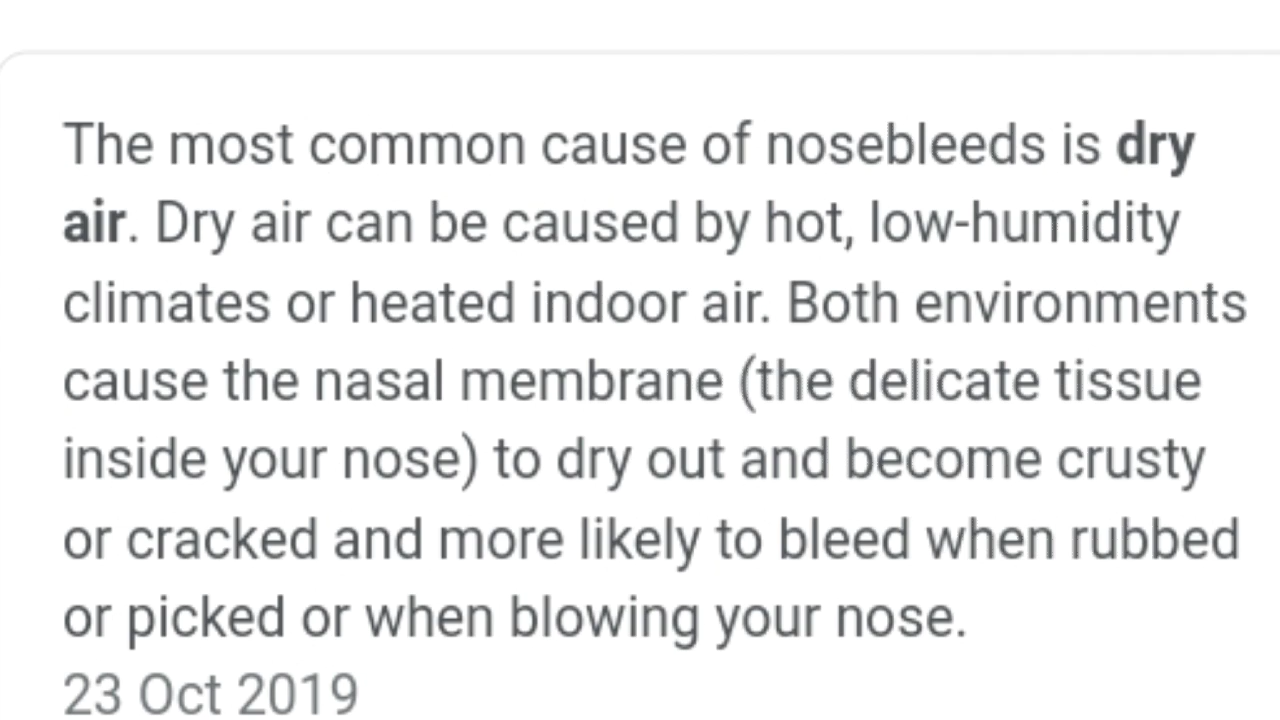 The most common cause of nosebleeds is dry
air. Dry air can be caused by hot, low-humidity
climates or heated indoor air. Both environments
cause the nasal membrane (the delicate tissue
inside your nose) to dry out and become crusty
or cracked and more likely to bleed when rubbed
or picked or when blowing your nose.
23 Oct 2019